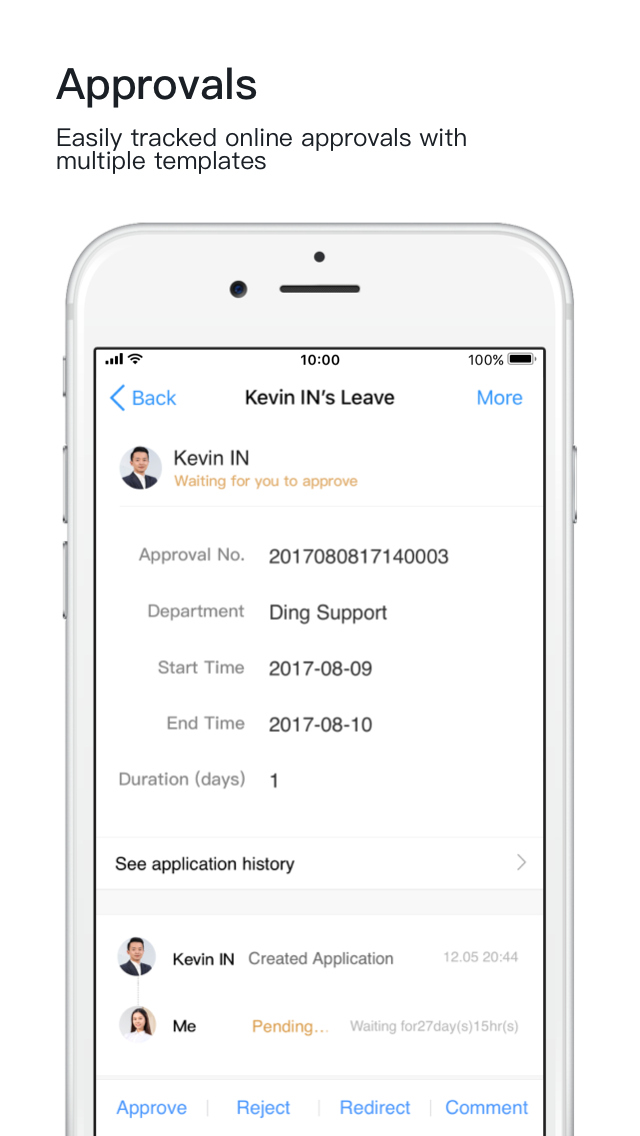 Approvals
Easily tracked online approvals with
multiple templates
10:00
100%
Back
Kevin IN's Leave
More
Kevin IN
Waiting for you to approve
Approval No.
2017080817140003
Department
Ding Support
Start Time
2017-08-09
End Time
2017-08-10
Duration (days)
1
See application history
Kevin IN Created Application 12.05 20:44
Me Pending... Waiting for27day(s)15hr(s)
Approve
Reject
Redirect
Comment